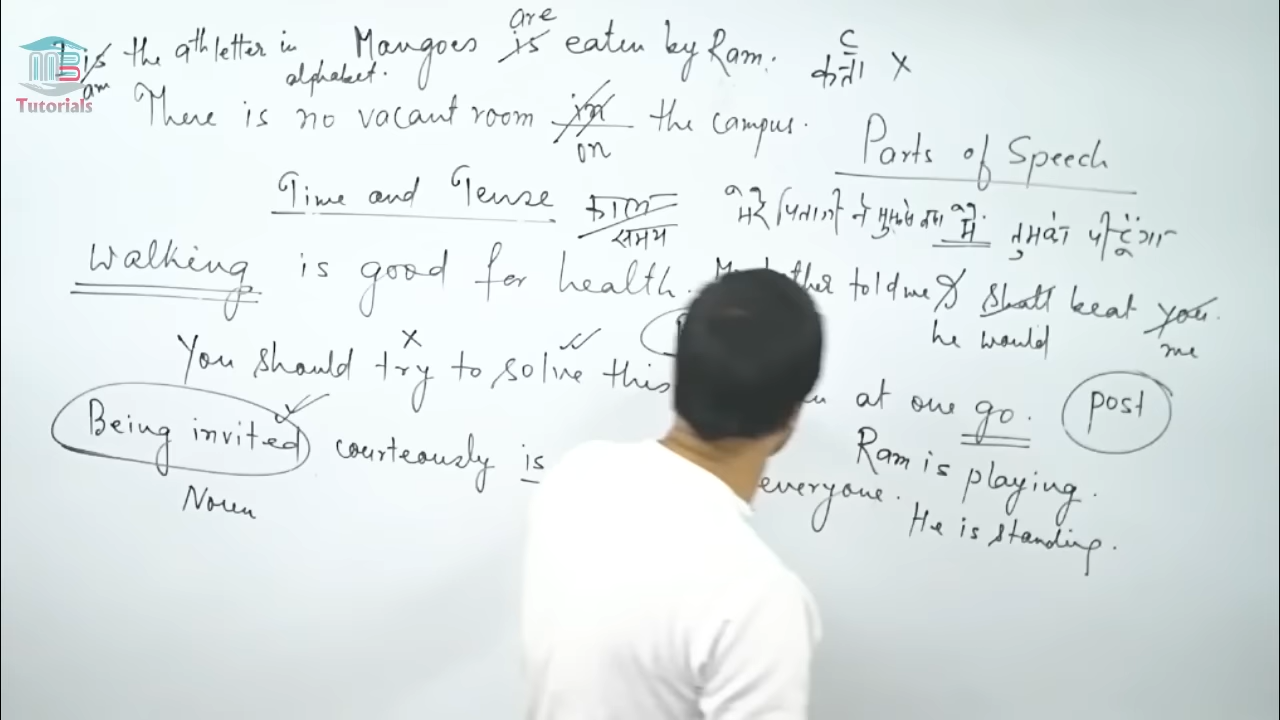 MB
Tutorials
I is the 9th letter in alphabet.
am
are
Mangoes is eaten by Ram.
कर्ता X
There is no vacant room in the campus.
on
Parts of Speech
Time and Tense
काल
समय
मेरे पिताजी ने मुझसे कहा मैं तुमको पीटूंगा
Walking is good for health.
told me I shall beat you.
he would
me
You should try to solve this
at one go.
post
Being invited courteously is
everyone.
Noun
Ram is playing.
He is standing.